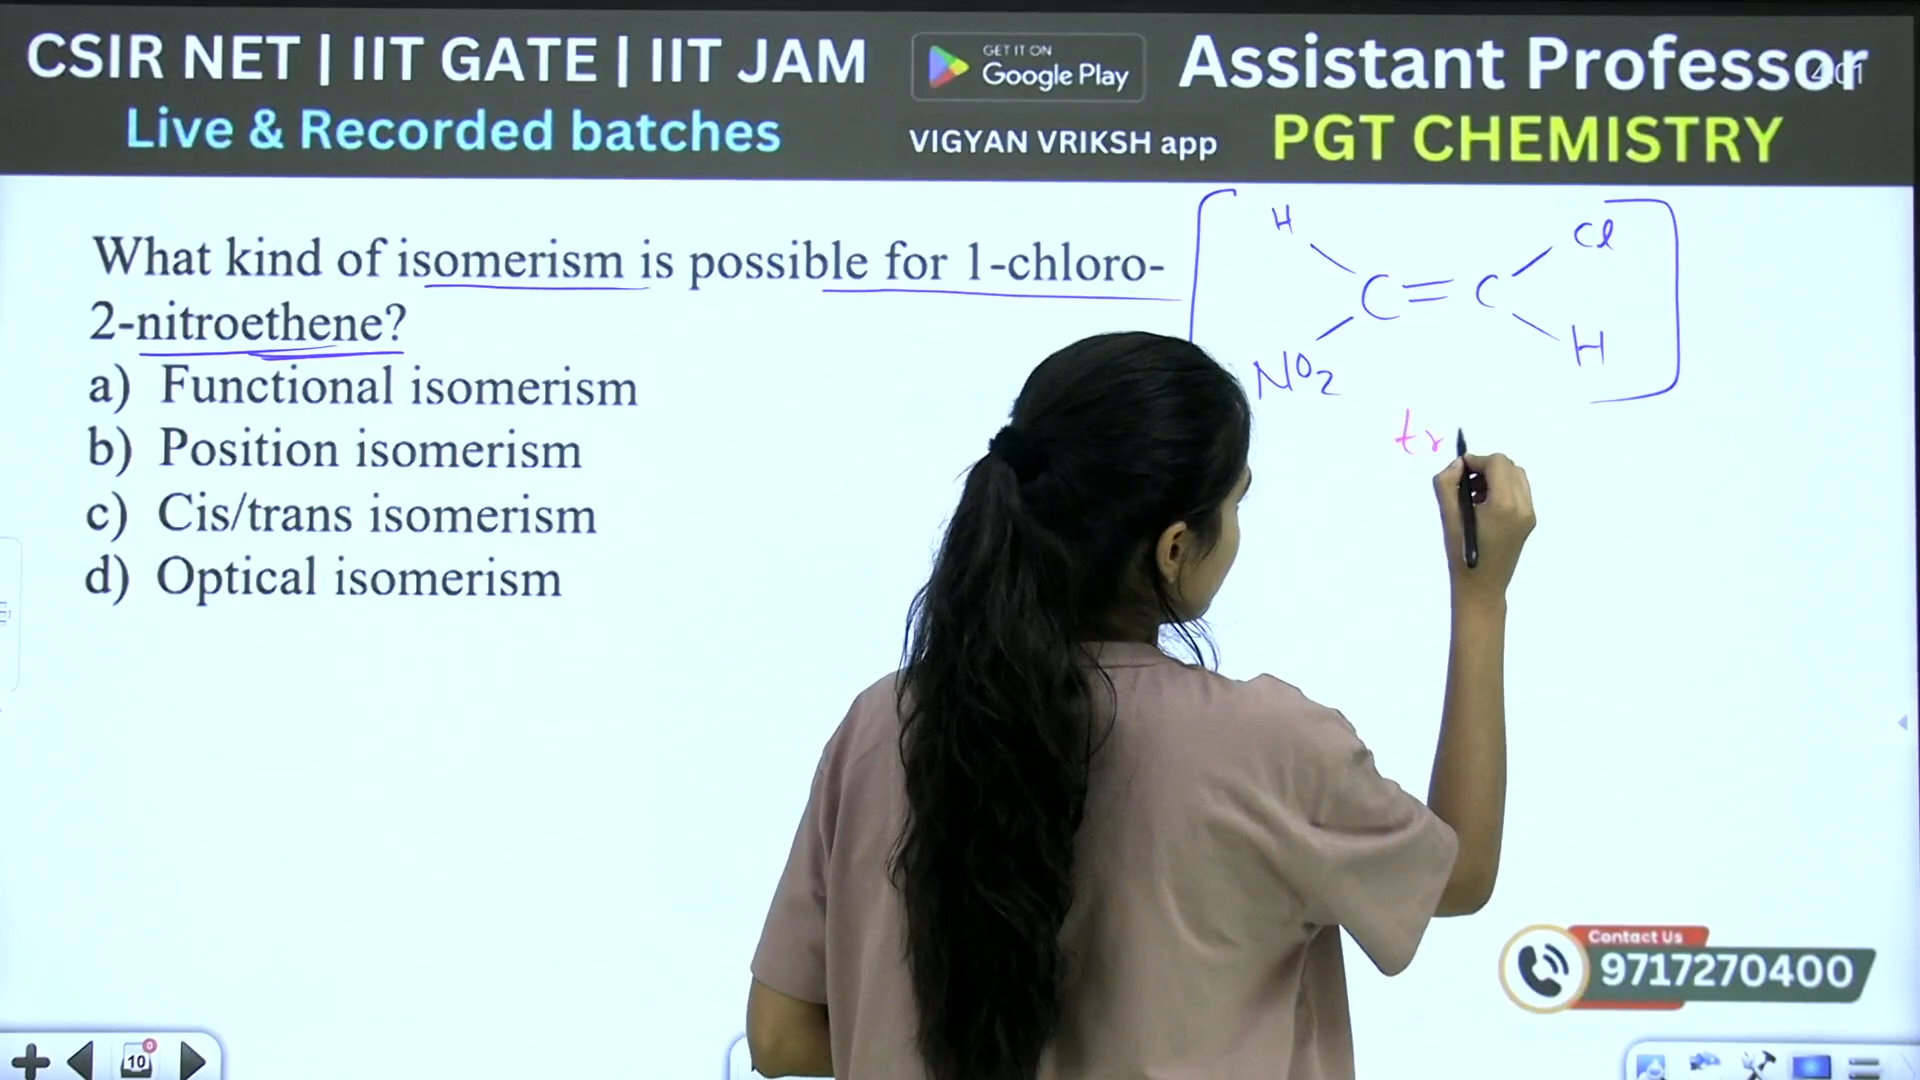 CSIR NET | IIT GATE | IIT JAM
Live & Recorded batches
GET IT ON
Google Play
VIGYAN VRIKSH app
Assistant Professor
PGT CHEMISTRY
What kind of isomerism is possible for 1-chloro-
2-nitroethene?
a) Functional isomerism
b) Position isomerism
c) Cis/trans isomerism
d) Optical isomerism
H Cl
C=C
NO2 H
tr
Contact Us
9717270400
10